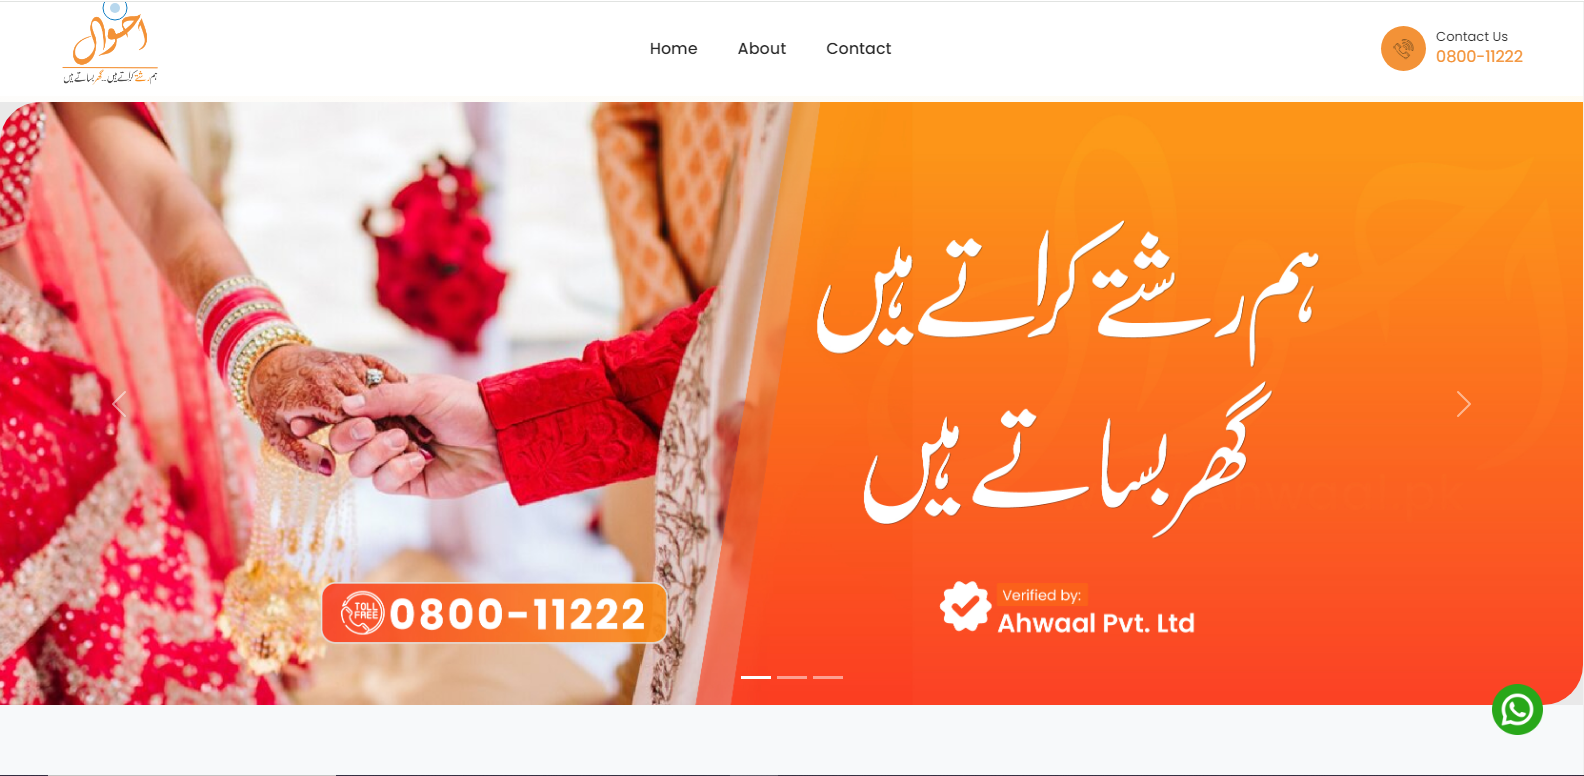 احوال
ہم رشتے کراتے ہیں...گھر بساتے ہیں
Home
About
Contact
Contact Us
0800-11222
ہم رشتے کراتے ہیں
گھر بساتے ہیں
TOLL
FREE
0800-11222
Verified by:
Ahwaal Pvt. Ltd